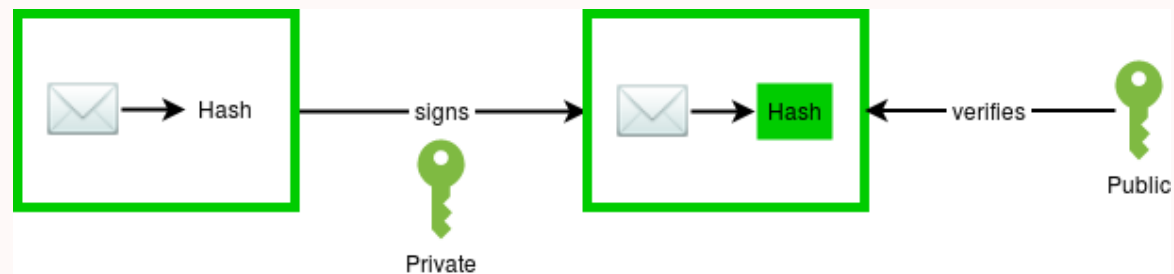 Hash
signs
Private
Hash
verifies
Public